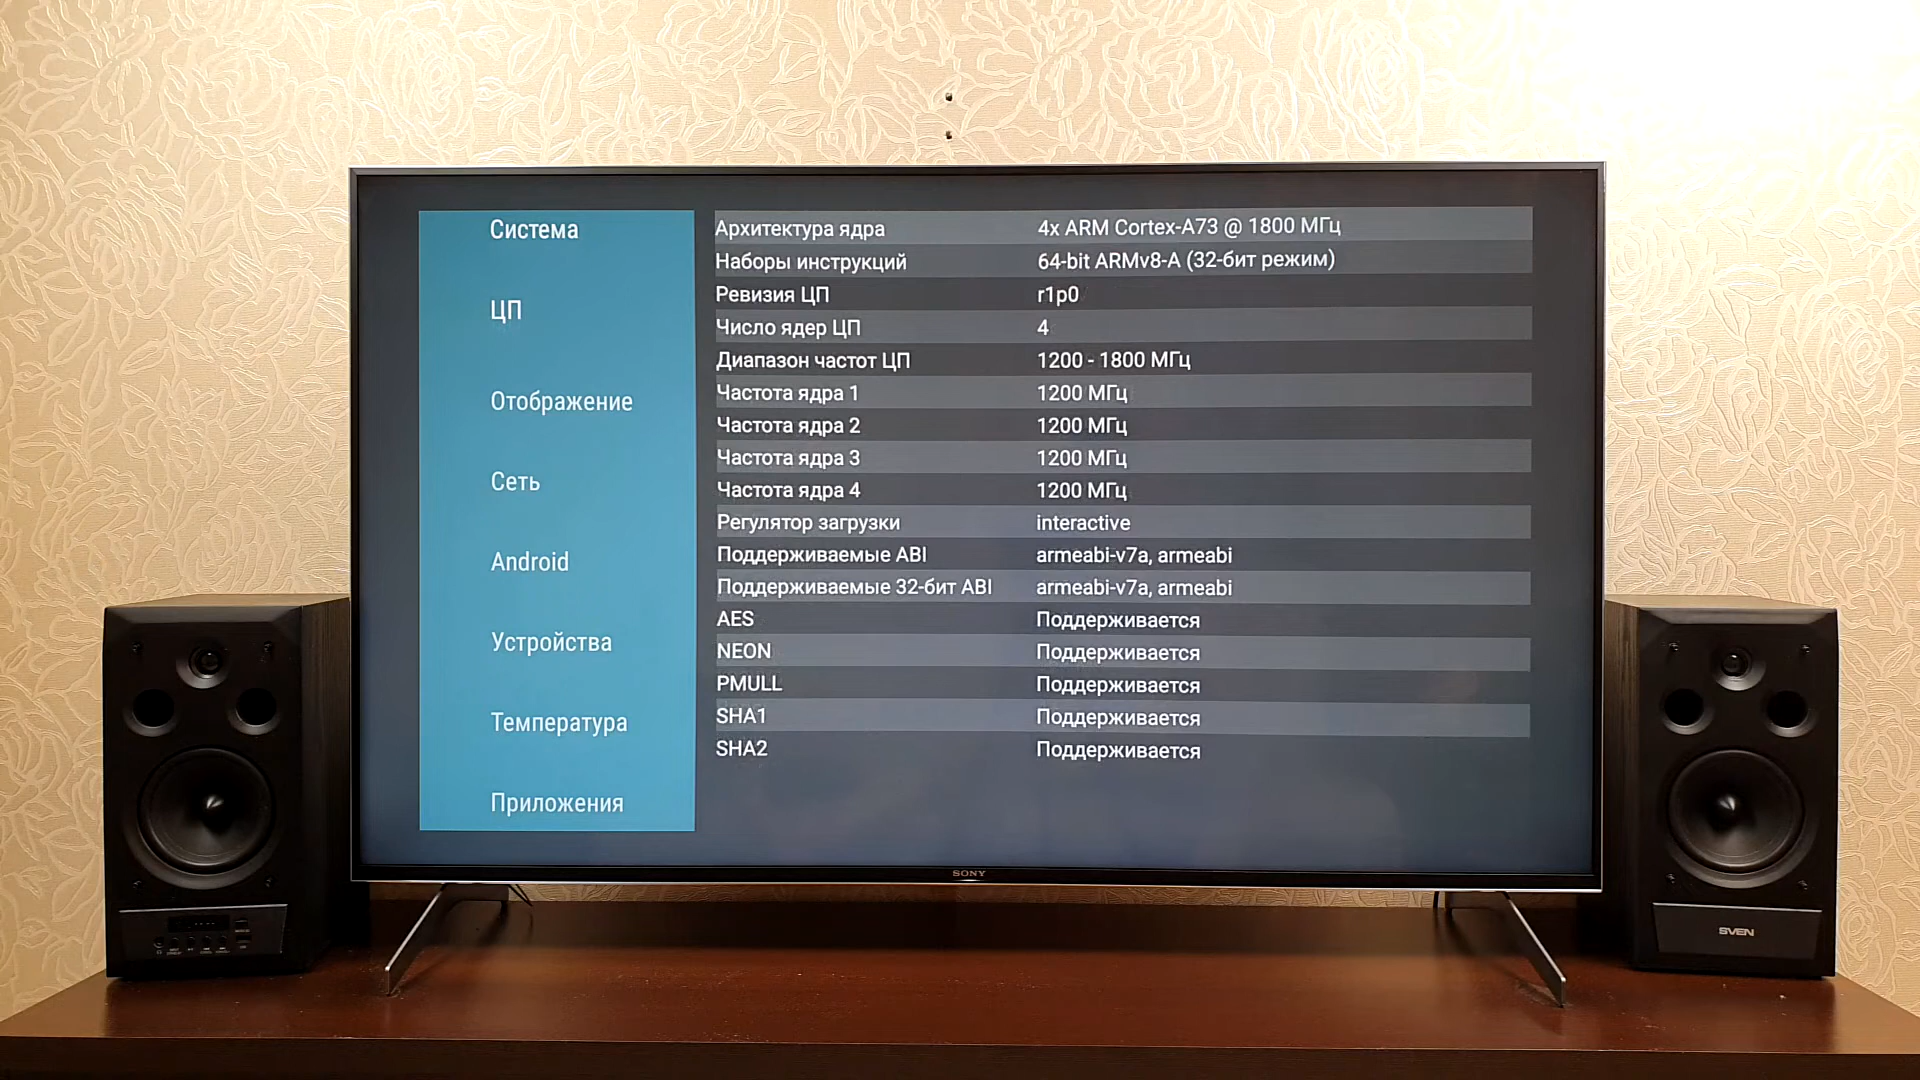 Система
ЦП
Отображение
Сеть
Android
Устройства
Температура
Приложения
Архитектура ядра 4x ARM Cortex-A73 @ 1800 МГц
Наборы инструкций 64-bit ARMv8-A (32-бит режим)
Ревизия ЦП r1p0
Число ядер ЦП 4
Диапазон частот ЦП 1200 - 1800 МГц
Частота ядра 1 1200 МГц
Частота ядра 2 1200 МГц
Частота ядра 3 1200 МГц
Частота ядра 4 1200 МГц
Регулятор загрузки interactive
Поддерживаемые ABI armeabi-v7a, armeabi
Поддерживаемые 32-бит ABI armeabi-v7a, armeabi
AES Поддерживается
NEON Поддерживается
PMULL Поддерживается
SHA1 Поддерживается
SHA2 Поддерживается
SONY
SVEN